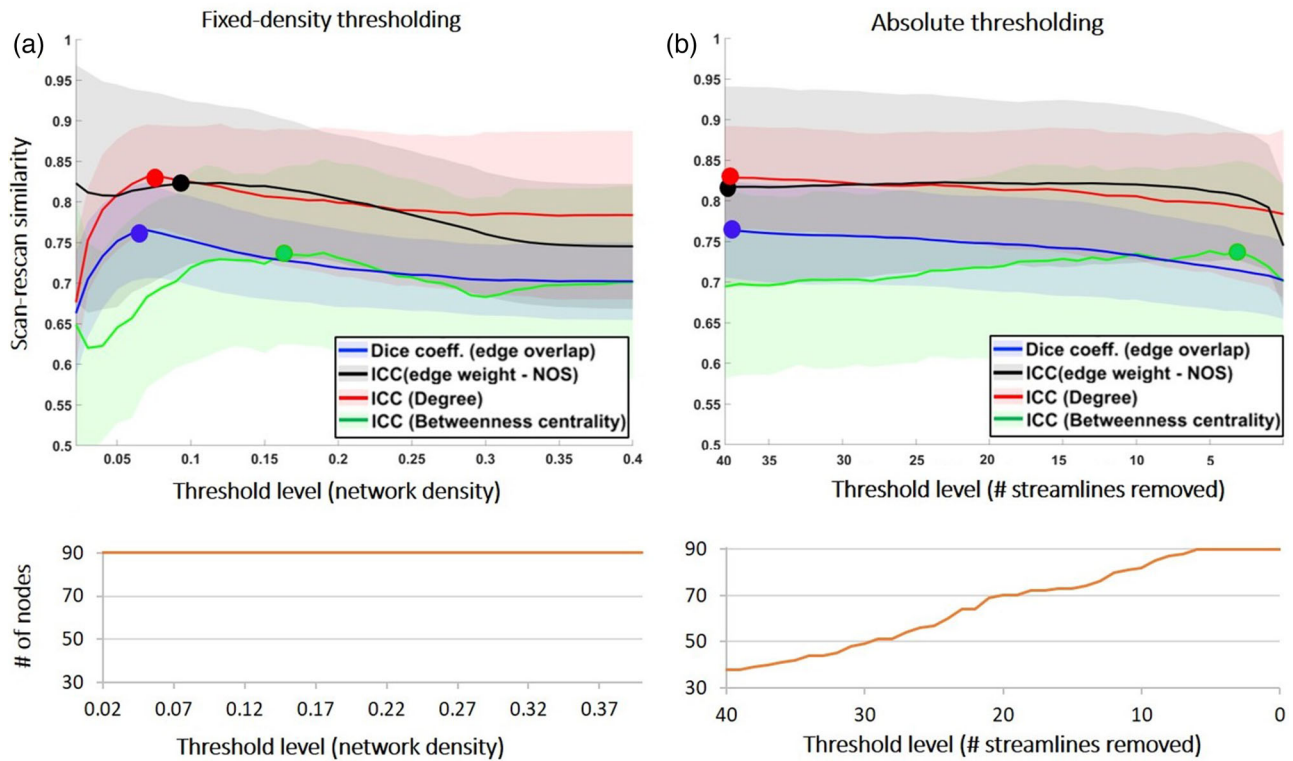 Fixed-density thresholding
(a)
Scan-rescan similarity
1
0.95
0.9
0.85
0.8
0.75
0.7
0.65
0.6
0.55
0.5
Dice coeff. (edge overlap)
ICC(edge weight - NOS)
ICC (Degree)
ICC (Betweenness centrality)
0.05 0.1 0.15 0.2 0.25 0.3 0.35 0.4
Threshold level (network density)
Absolute thresholding
(b)
1
0.95
0.9
0.85
0.8
0.75
0.7
0.65
0.6
0.55
0.5
Dice coeff. (edge overlap)
ICC(edge weight - NOS)
ICC (Degree)
ICC (Betweenness centrality)
40 35 30 25 20 15 10 5
Threshold level (# streamlines removed)
# of nodes
90
70
50
30
0.02 0.07 0.12 0.17 0.22 0.27 0.32 0.37
Threshold level (network density)
90
70
50
30
40 30 20 10 0
Threshold level (# streamlines removed)